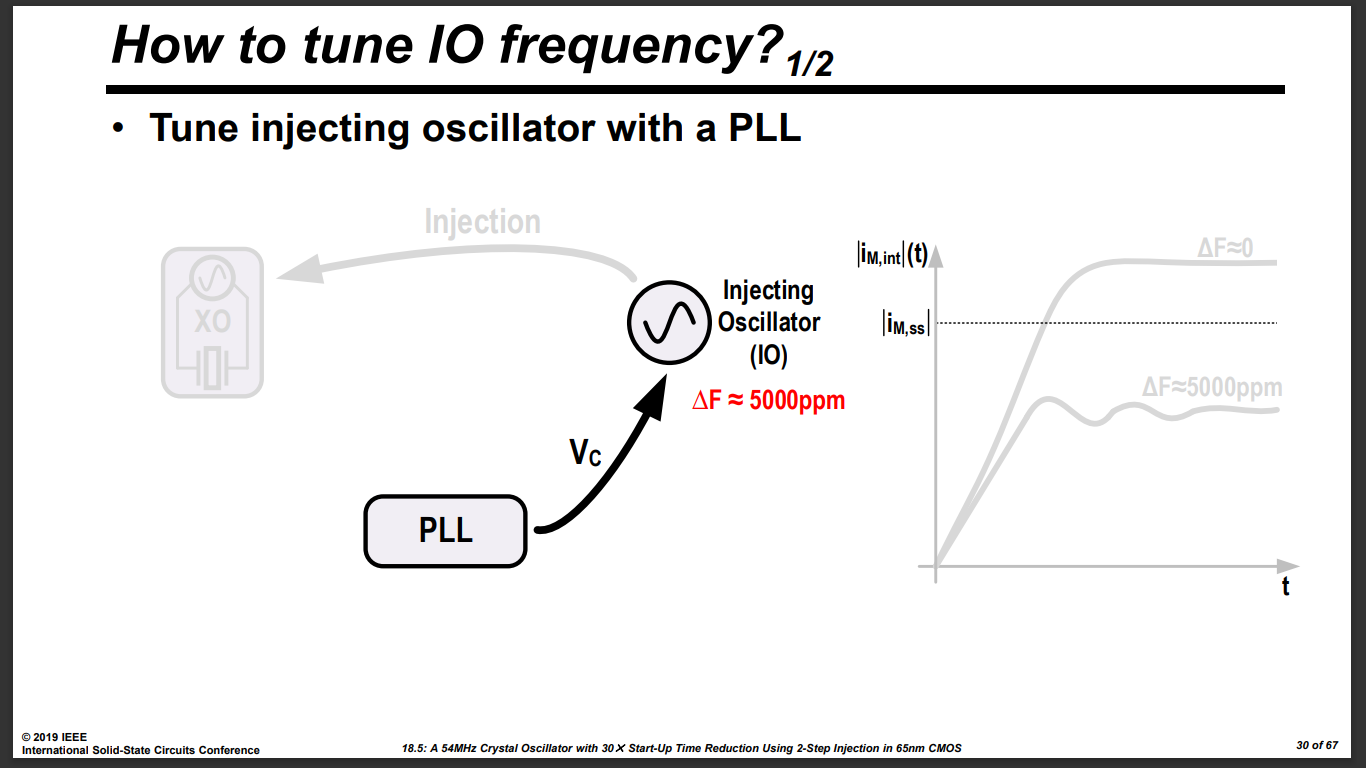 How to tune IO frequency? 1/2
• Tune injecting oscillator with a PLL
Injection
XO
Injecting
Oscillator
(IO)
ΔF ≈ 5000ppm
VC
PLL
|iM,int|(t)
|iM,ss|
ΔF≈0
ΔF≈5000ppm
t
© 2019 IEEE
International Solid-State Circuits Conference
18.5: A 54MHz Crystal Oscillator with 30✕ Start-Up Time Reduction Using 2-Step Injection in 65nm CMOS
30 of 67